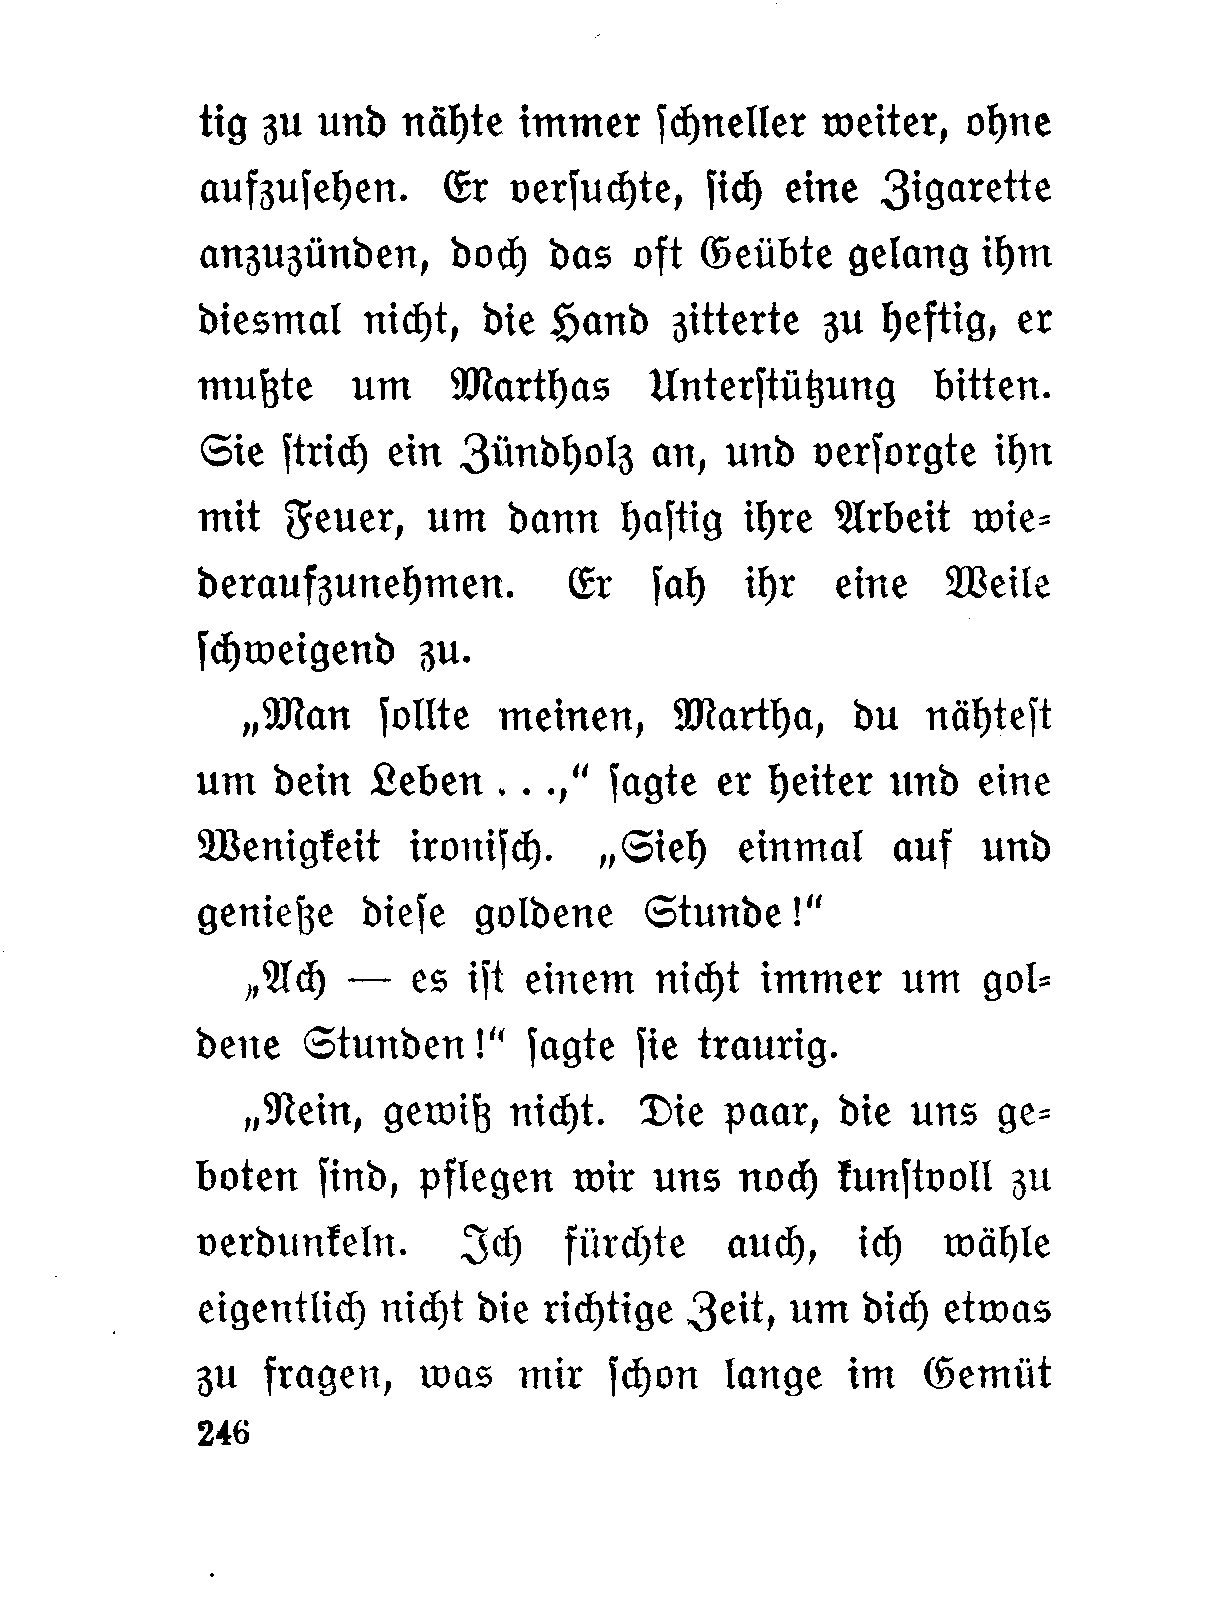 tig zu und nähte immer ſchneller weiter, ohne
aufzuſehen. Er verſuchte, ſich eine Zigarette
anzuzünden, doch das oft Geübte gelang ihm
diesmal nicht, die Hand zitterte zu heftig, er
mußte um Marthas Unterſtützung bitten.
Sie ſtrich ein Zündholz an, und verſorgte ihn
mit Feuer, um dann haſtig ihre Arbeit wie⸗
deraufzunehmen. Er ſah ihr eine Weile
ſchweigend zu.
„Man ſollte meinen, Martha, du nähteſt
um dein Leben . . .,“ ſagte er heiter und eine
Wenigkeit ironiſch. „Sieh einmal auf und
genieße dieſe goldene Stunde!“
„Ach — es iſt einem nicht immer um gol⸗
dene Stunden!“ ſagte ſie traurig.
„Nein, gewiß nicht. Die paar, die uns ge⸗
boten ſind, pflegen wir uns noch kunſtvoll zu
verdunkeln. Ich fürchte auch, ich wähle
eigentlich nicht die richtige Zeit, um dich etwas
zu fragen, was mir ſchon lange im Gemüt
246